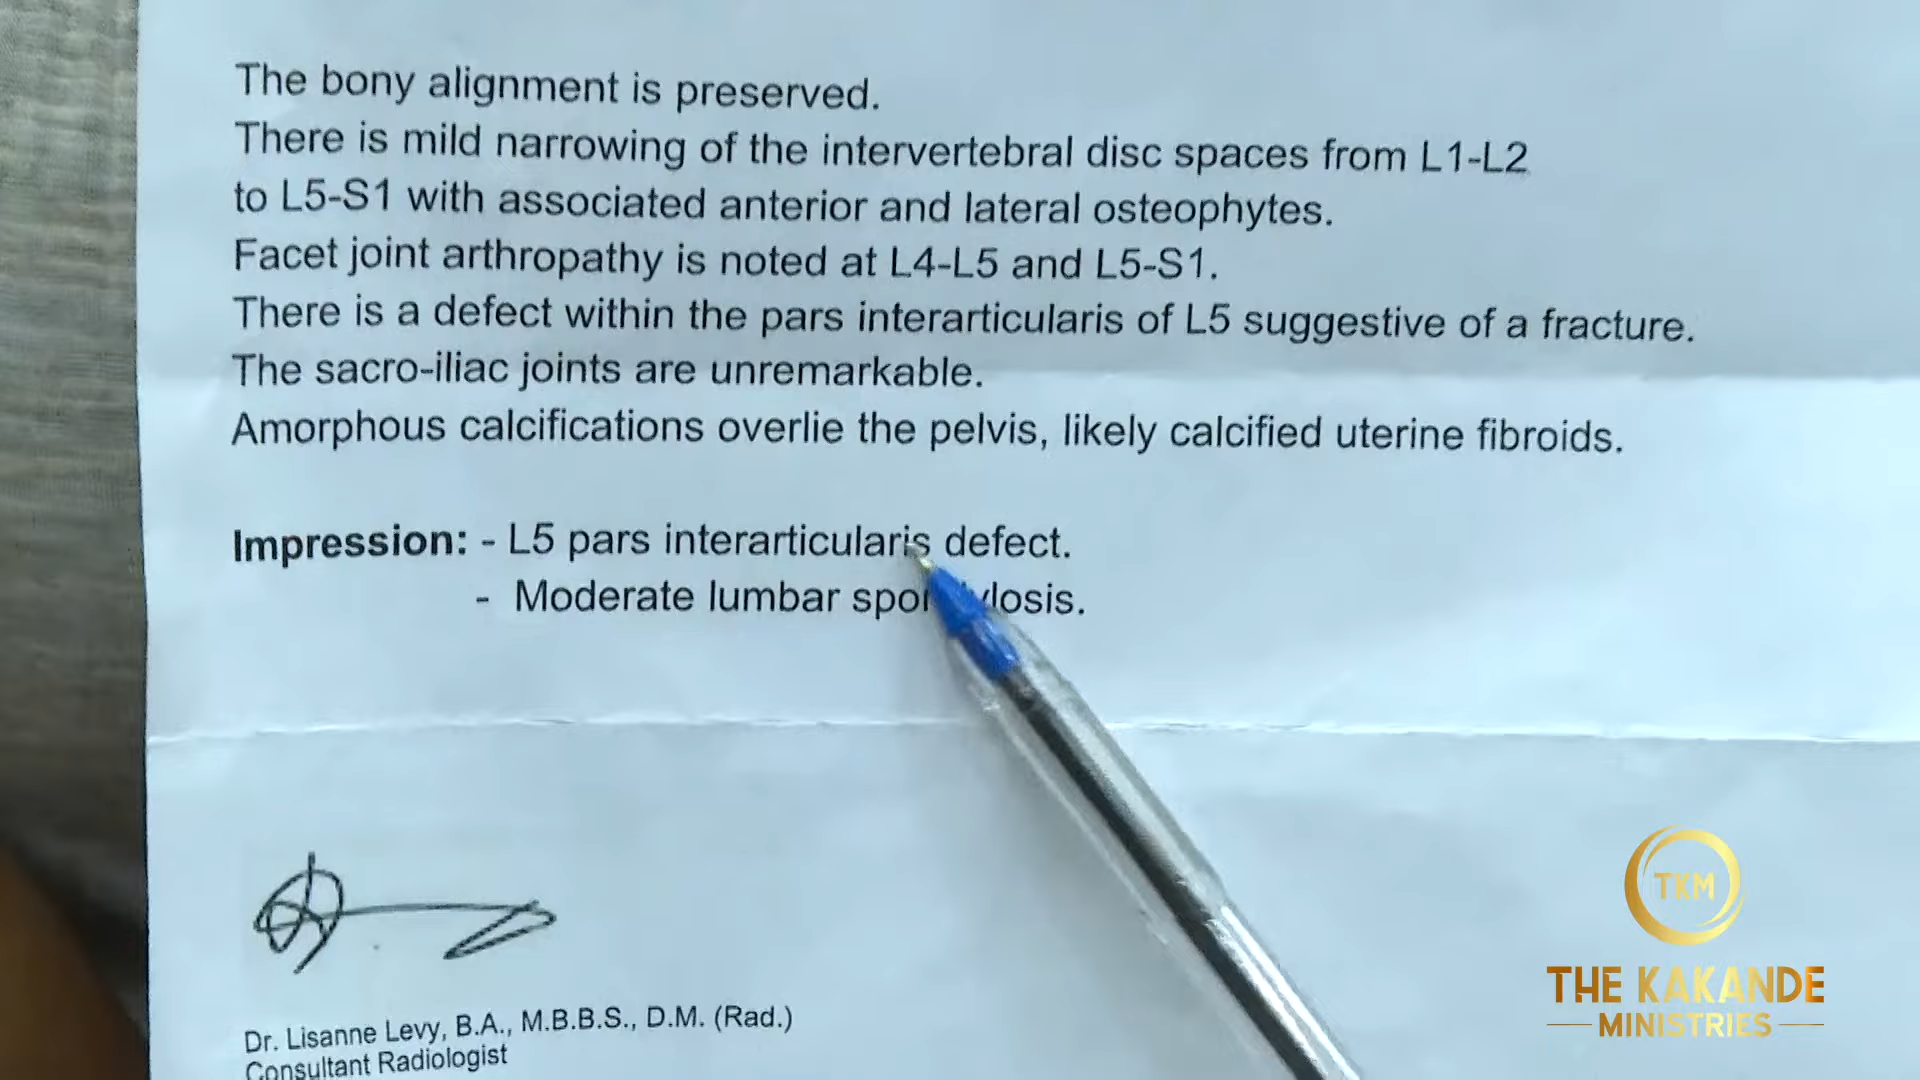 The bony alignment is preserved.
There is mild narrowing of the intervertebral disc spaces from L1-L2
to L5-S1 with associated anterior and lateral osteophytes.
Facet joint arthropathy is noted at L4-L5 and L5-S1.
There is a defect within the pars interarticularis of L5 suggestive of a fracture.
The sacro-iliac joints are unremarkable.
Amorphous calcifications overlie the pelvis, likely calcified uterine fibroids.
Impression: - L5 pars interarticularis defect.
- Moderate lumbar spondylosis.
Dr. Lisanne Levy, B.A., M.B.B.S., D.M. (Rad.)
Consultant Radiologist
TKM
THE KAKANDE
MINISTRIES